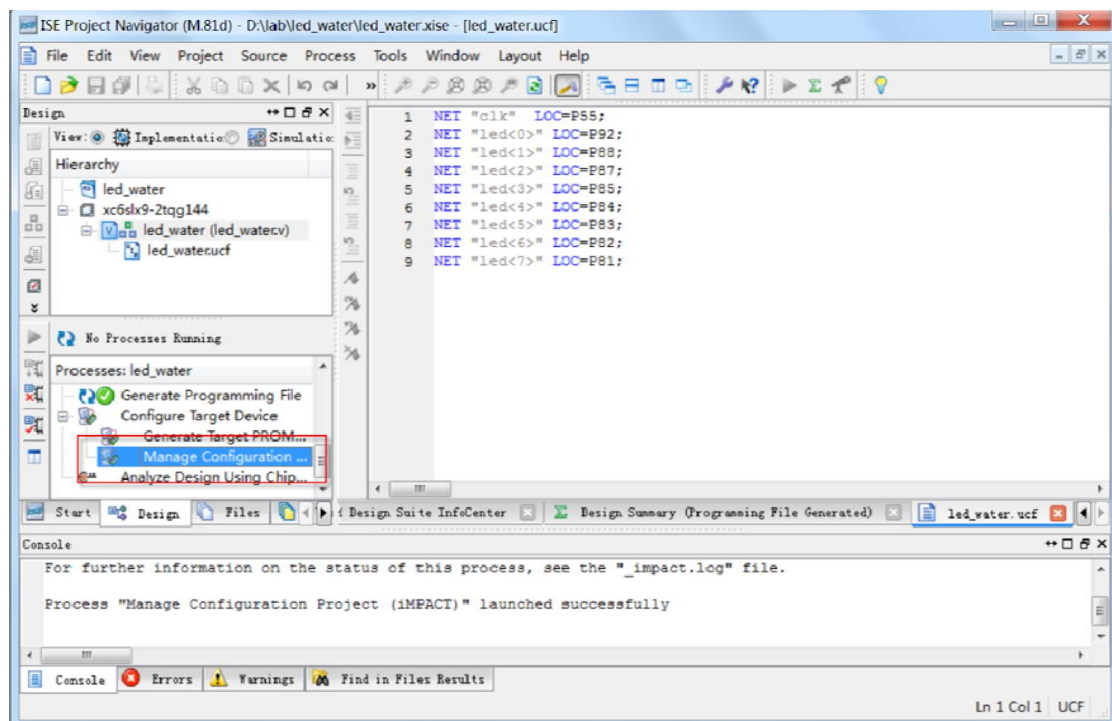 ISE Project Navigator (M.81d) - D:\lab\led_water\led_water.xise - [led_water.ucf]
File Edit View Project Source Process Tools Window Layout Help
Design
View: Implementatio Simulatio:
Hierarchy
led_water
xc6slx9-2tqg144
led_water (led_water.v)
led_water.ucf
No Processes Running
Processes: led_water
Generate Programming File
Configure Target Device
Generate Target PROM...
Manage Configuration ...
Analyze Design Using Chip...
1 NET "clk" LOC=P55;
2 NET "led<0>" LOC=P92;
3 NET "led<1>" LOC=P88;
4 NET "led<2>" LOC=P87;
5 NET "led<3>" LOC=P85;
6 NET "led<4>" LOC=P84;
7 NET "led<5>" LOC=P83;
8 NET "led<6>" LOC=P82;
9 NET "led<7>" LOC=P81;
Start Design Files Design Suite InfoCenter Design Summary (Programming File Generated) led_water.ucf
Console
For further information on the status of this process, see the "_impact.log" file.
Process "Manage Configuration Project (iMPACT)" launched successfully
Console Errors Warnings Find in Files Results
Ln 1 Col 1 UCF